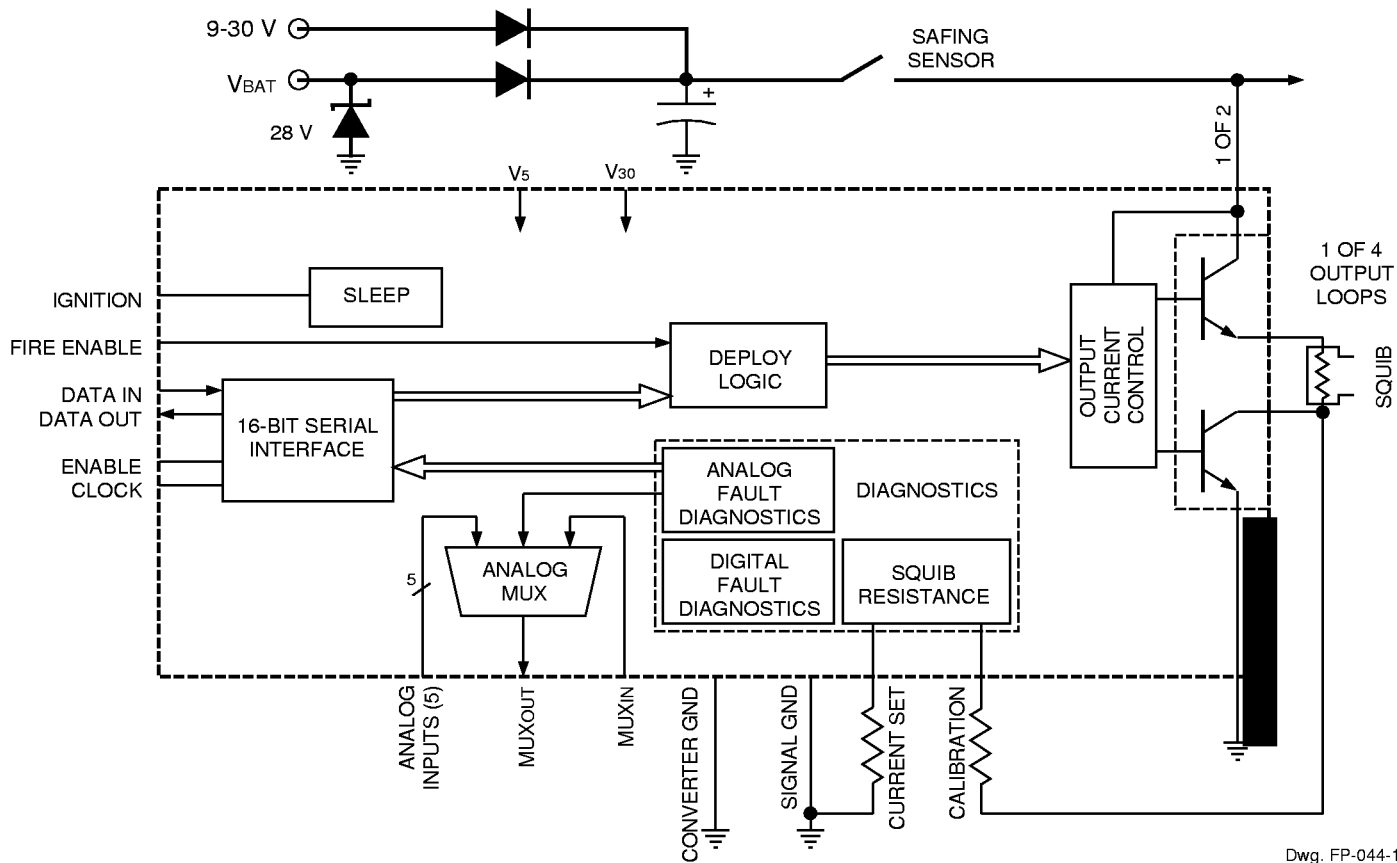 9-30 V
VBAT
28 V
+
SAFING
SENSOR
1 OF 2
V5
V30
IGNITION
SLEEP
FIRE ENABLE
DEPLOY
LOGIC
DATA IN
DATA OUT
ENABLE
CLOCK
16-BIT SERIAL
INTERFACE
OUTPUT
CURRENT
CONTROL
1 OF 4
OUTPUT
LOOPS
SQUIB
ANALOG
FAULT
DIAGNOSTICS
DIAGNOSTICS
DIGITAL
FAULT
DIAGNOSTICS
SQUIB
RESISTANCE
5
ANALOG
MUX
ANALOG
INPUTS (5)
MUXOUT
MUXIN
CONVERTER GND
SIGNAL GND
CURRENT SET
CALIBRATION
Dwg. FP-044-1